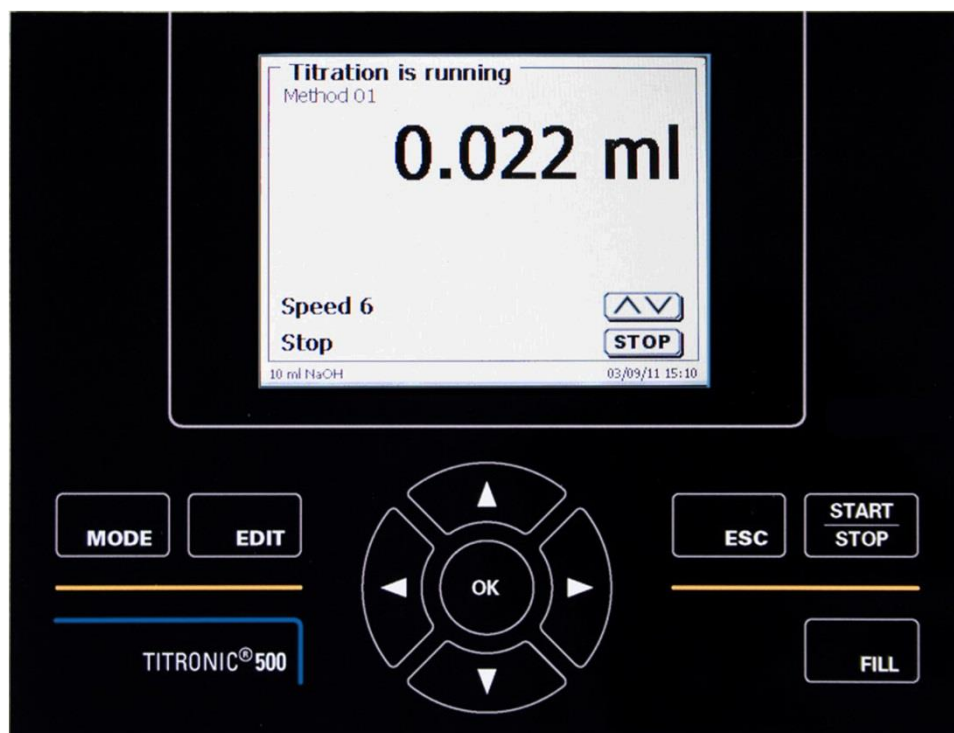 Titration is running
Method 01
0.022 ml
Speed 6
Stop STOP
10 ml NaOH 03/09/11 15:10
MODE EDIT ESC START
STOP
OK
TITRONIC®500 FILL